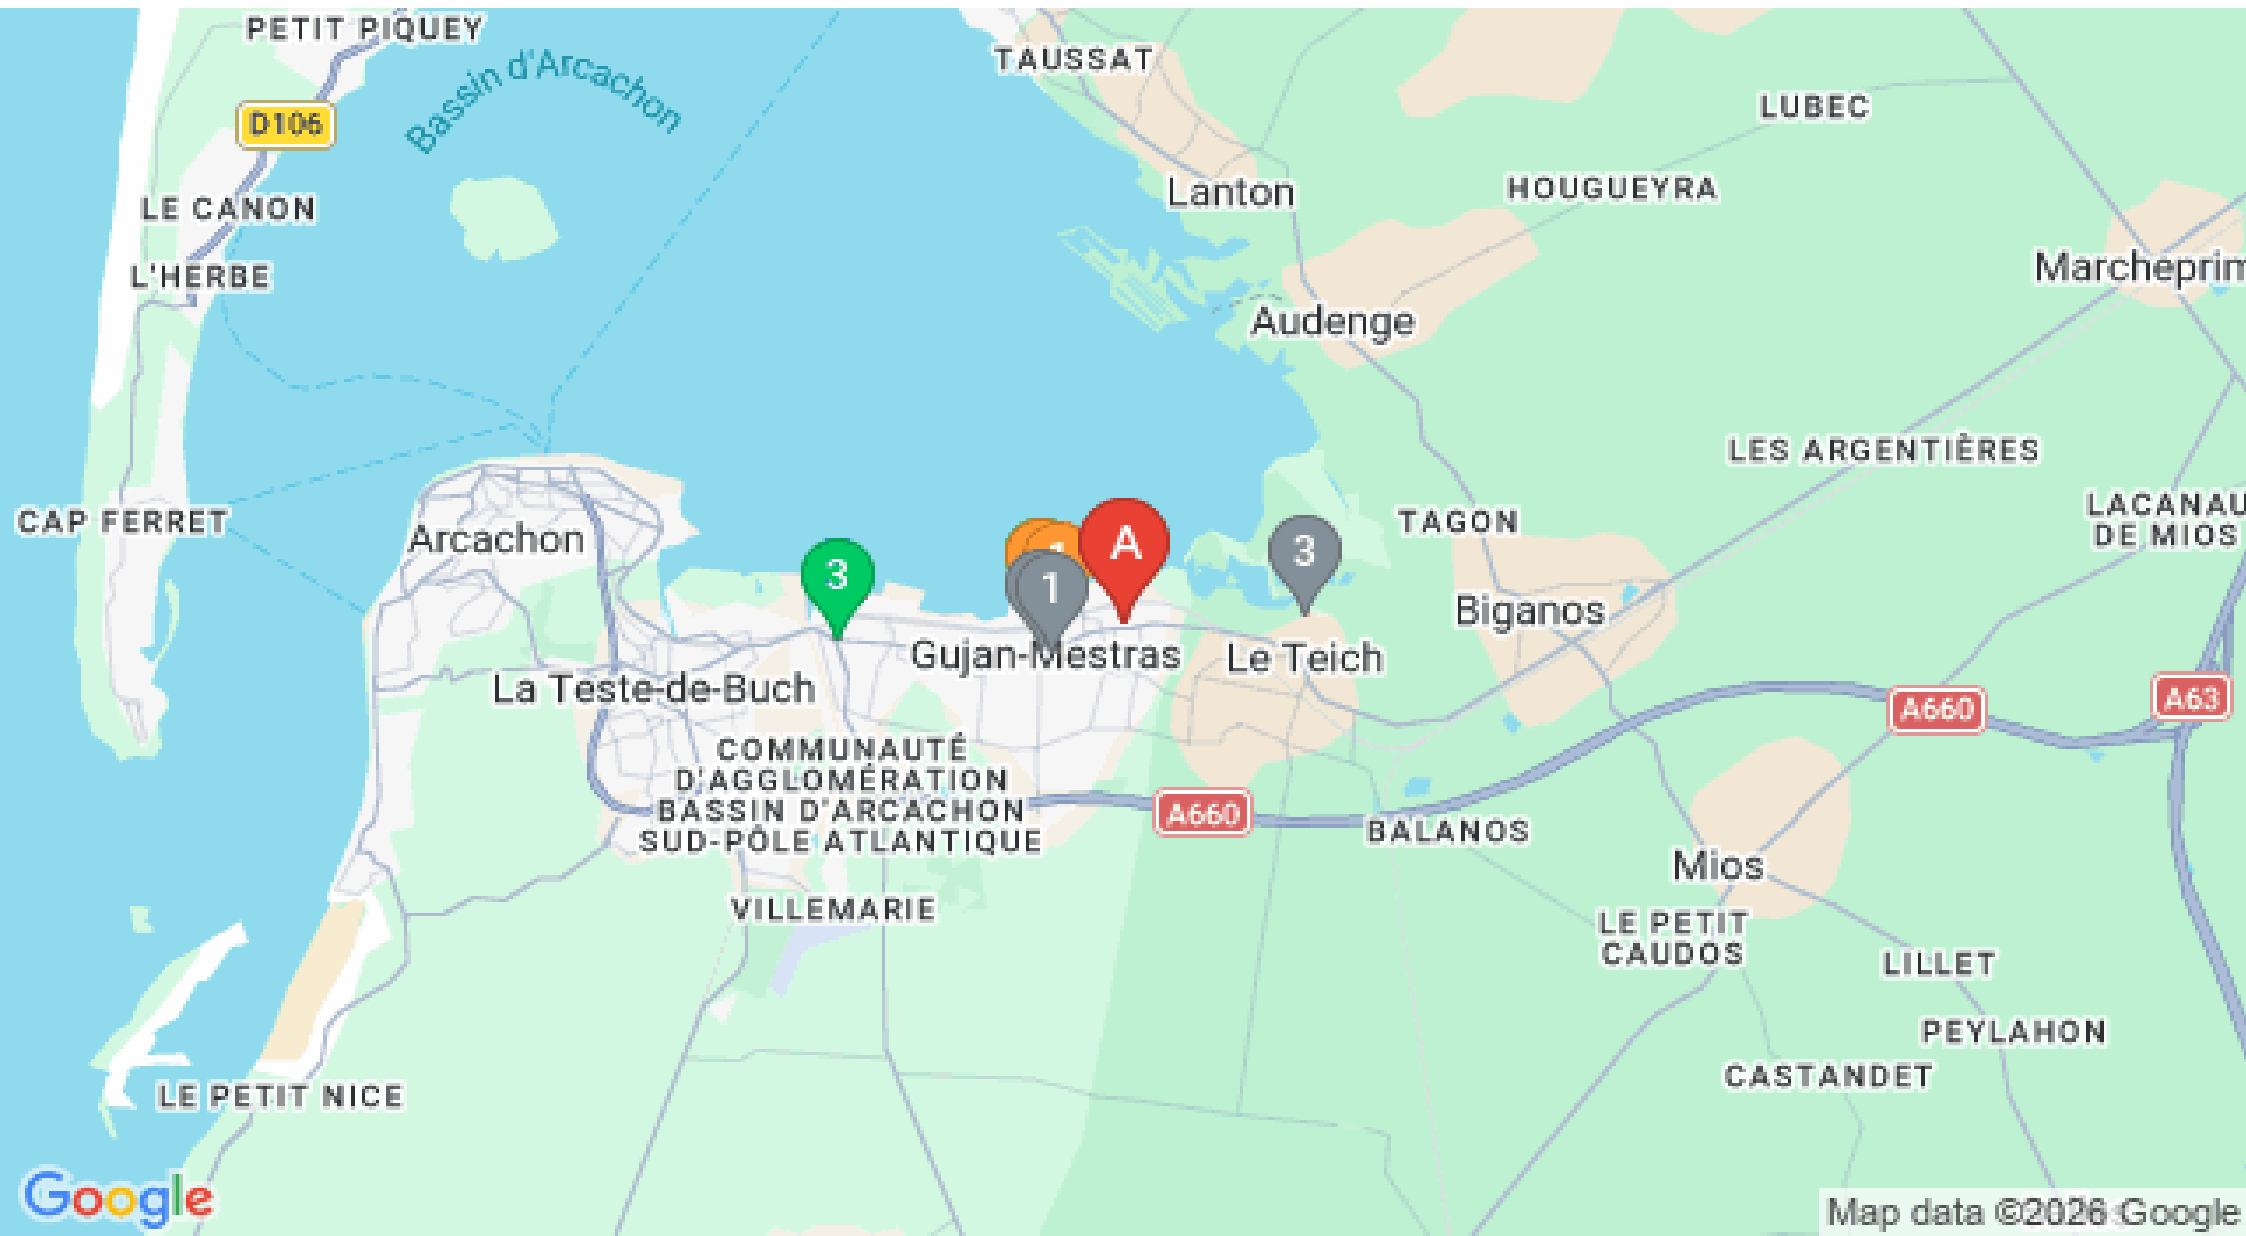 PETIT PIQUEY
Bassin d'Arcachon
TAUSSAT
LUBEC
D106
HOUGUEYRA
Lanton
LE CANON
L'HERBE
Marcheprim
Audenge
LES ARGENTIÈRES
CAP FERRET
Arcachon
TAGON
LACANAU
DE MIOS
3
1
1
A
3
Biganos
Gujan-Mestras
Le Teich
La Teste-de-Buch
A660
A63
COMMUNAUTÉ
D'AGGLOMÉRATION
BASSIN D'ARCACHON
SUD-PÔLE ATLANTIQUE
A660
BALANOS
Mios
VILLEMARIE
LE PETIT
CAUDOS
LILLET
PEYLAHON
CASTANDET
LE PETIT NICE
Google
Map data ©2026 Google